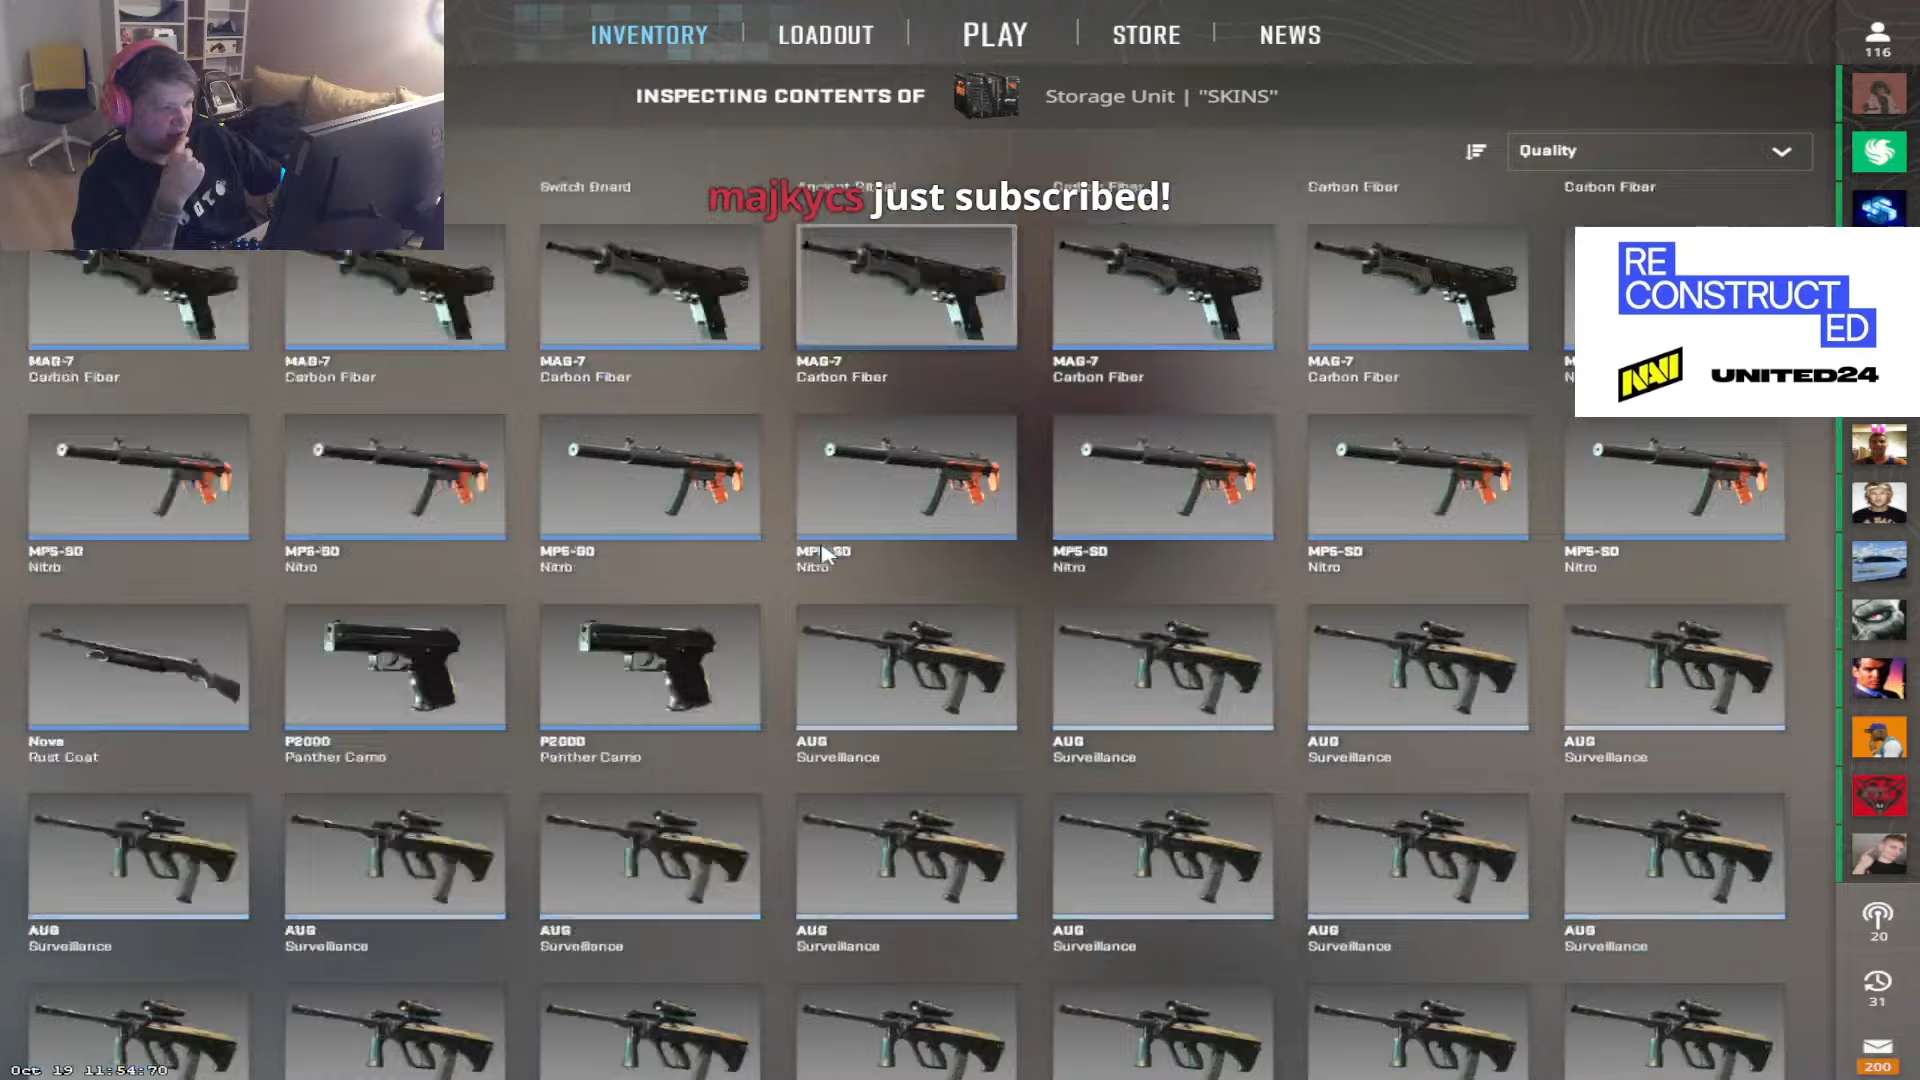 INVENTORY
LOADOUT
PLAY
STORE
NEWS
116
INSPECTING CONTENTS OF
Storage Unit | "SKINS"
Quality
Switch Board
Carbon Fiber
Carbon Fiber
majkycs just subscribed!
RE
CONSTRUCT
ED
NAVI
UNITED24
MAG-7
Carbon Fiber
MAG-7
Carbon Fiber
MAG-7
Carbon Fiber
MAG-7
Carbon Fiber
MAG-7
Carbon Fiber
MAG-7
Carbon Fiber
MP5-SD
Nitro
MP5-SD
Nitro
MP5-SD
Nitro
MP5-SD
Nitro
MP5-SD
Nitro
MP5-SD
Nitro
MP5-SD
Nitro
Nova
Rust Coat
P2000
Panther Camo
P2000
Panther Camo
AUG
Surveillance
AUG
Surveillance
AUG
Surveillance
AUG
Surveillance
AUG
Surveillance
AUG
Surveillance
AUG
Surveillance
AUG
Surveillance
AUG
Surveillance
AUG
Surveillance
AUG
Surveillance
20
31
200
Oct 19 11:54:70